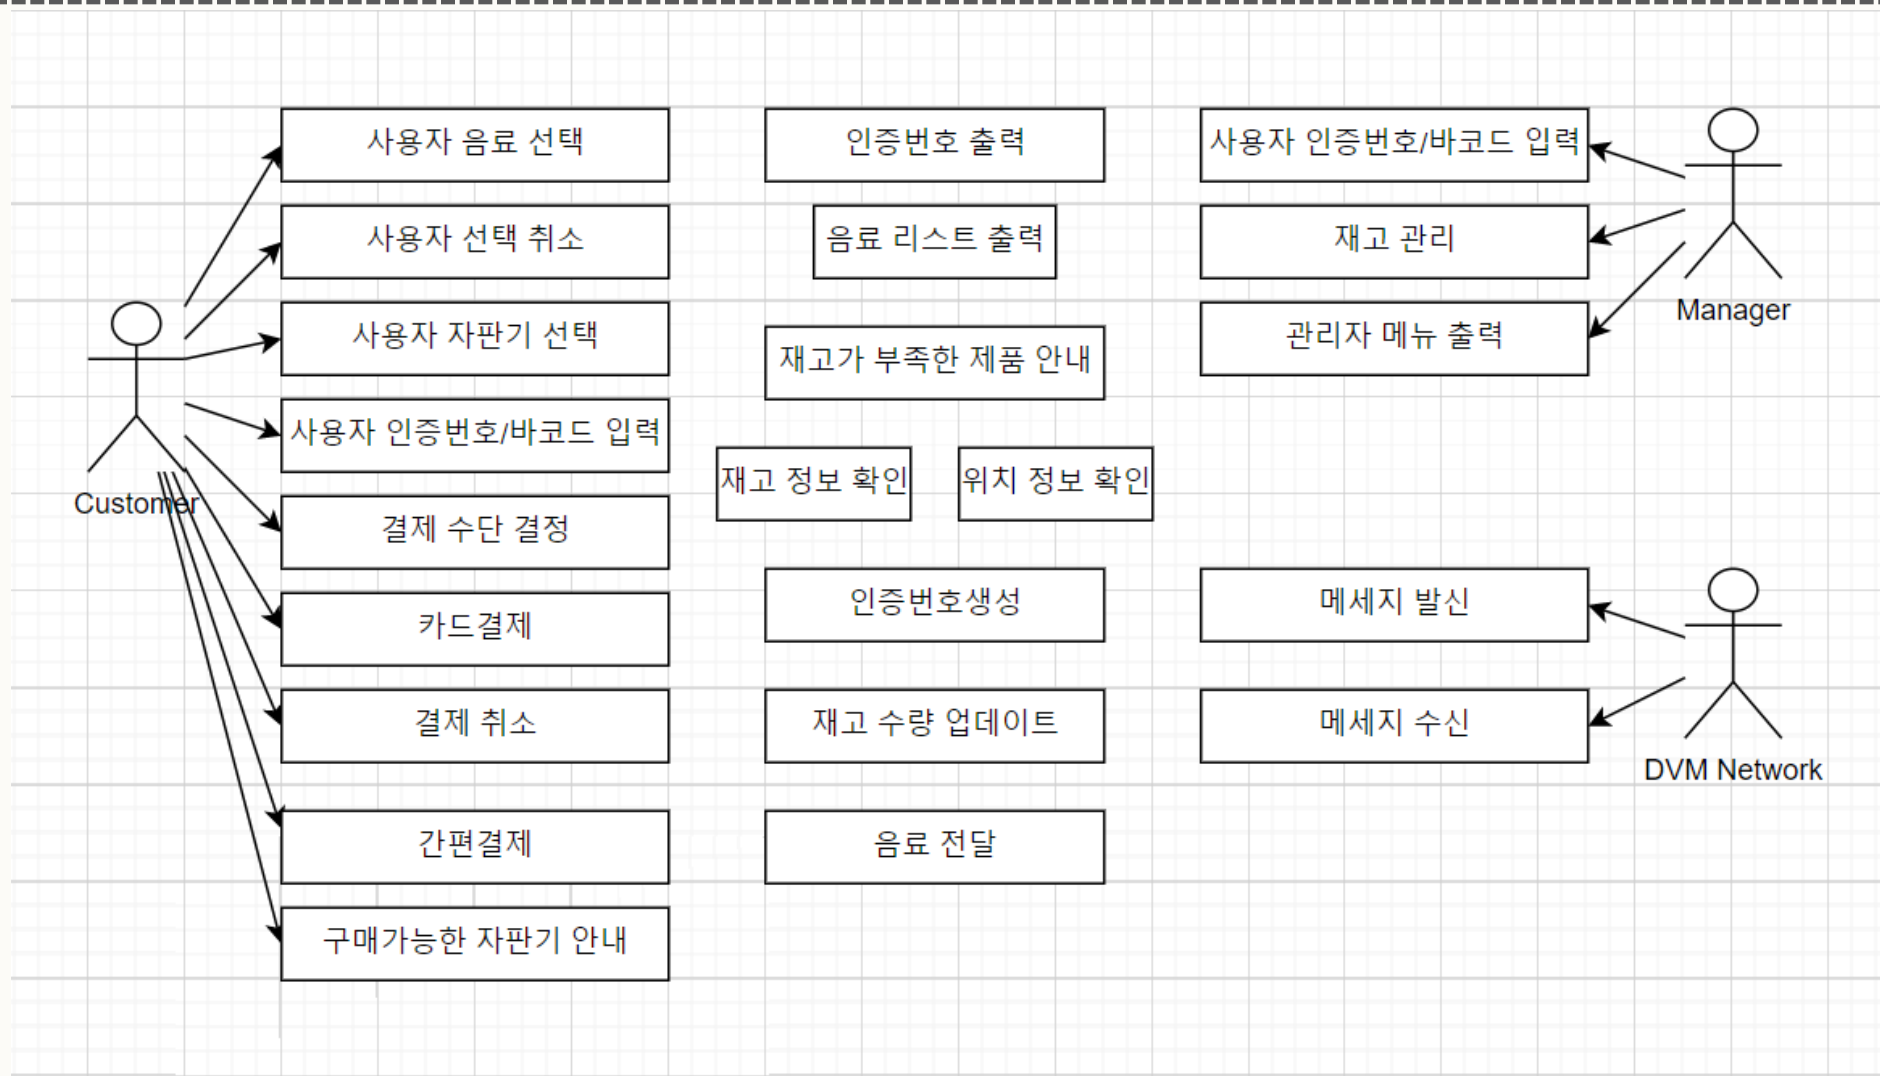 사용자 음료 선택
사용자 선택 취소
사용자 자판기 선택
사용자 인증번호/바코드 입력
결제 수단 결정
카드결제
결제 취소
간편결제
구매가능한 자판기 안내
Customer
인증번호 출력
음료 리스트 출력
재고가 부족한 제품 안내
재고 정보 확인
위치 정보 확인
인증번호생성
재고 수량 업데이트
음료 전달
사용자 인증번호/바코드 입력
재고 관리
관리자 메뉴 출력
Manager
메세지 발신
메세지 수신
DVM Network